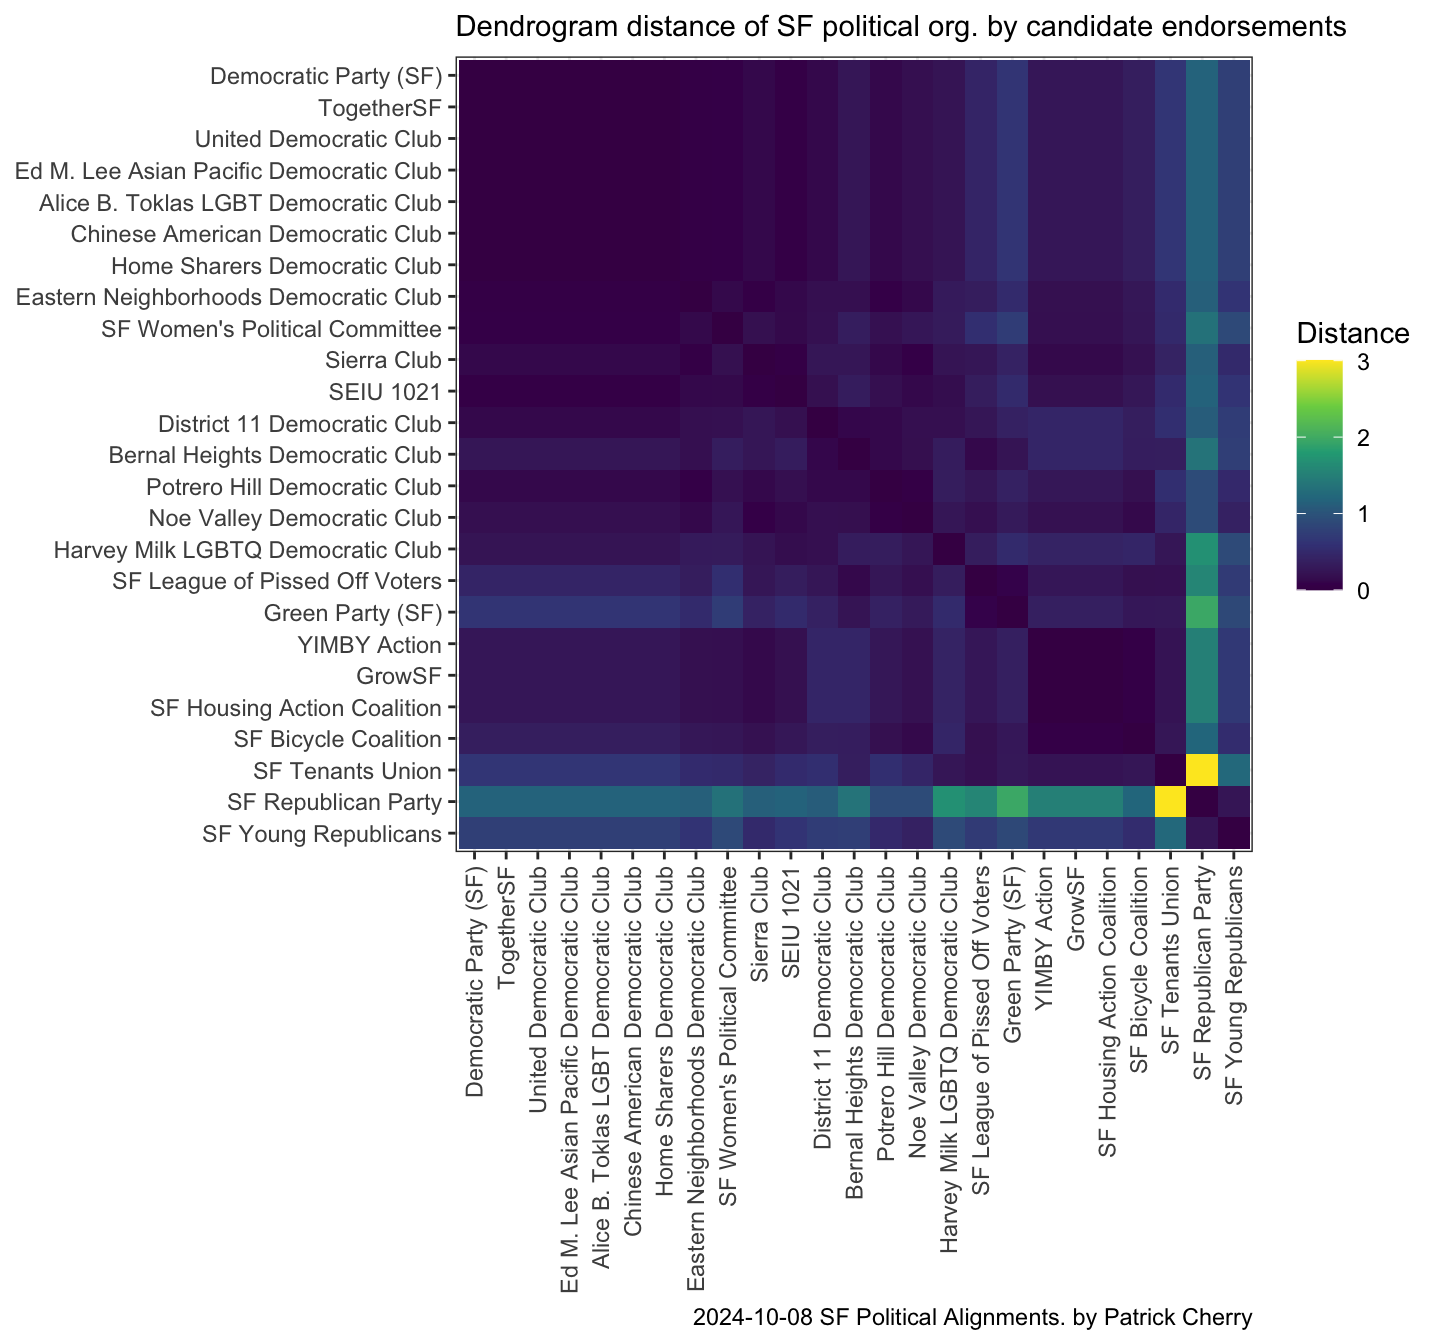 Dendrogram distance of SF political org. by candidate endorsements
Democratic Party (SF)
TogetherSF
United Democratic Club
Ed M. Lee Asian Pacific Democratic Club
Alice B. Toklas LGBT Democratic Club
Chinese American Democratic Club
Home Sharers Democratic Club
Eastern Neighborhoods Democratic Club
SF Women's Political Committee
Sierra Club
SEIU 1021
District 11 Democratic Club
Bernal Heights Democratic Club
Potrero Hill Democratic Club
Noe Valley Democratic Club
Harvey Milk LGBTQ Democratic Club
SF League of Pissed Off Voters
Green Party (SF)
YIMBY Action
GrowSF
SF Housing Action Coalition
SF Bicycle Coalition
SF Tenants Union
SF Republican Party
SF Young Republicans
Democratic Party (SF)
TogetherSF
United Democratic Club
Ed M. Lee Asian Pacific Democratic Club
Alice B. Toklas LGBT Democratic Club
Chinese American Democratic Club
Home Sharers Democratic Club
Eastern Neighborhoods Democratic Club
SF Women's Political Committee
Sierra Club
SEIU 1021
District 11 Democratic Club
Bernal Heights Democratic Club
Potrero Hill Democratic Club
Noe Valley Democratic Club
Harvey Milk LGBTQ Democratic Club
SF League of Pissed Off Voters
Green Party (SF)
YIMBY Action
GrowSF
SF Housing Action Coalition
SF Bicycle Coalition
SF Tenants Union
SF Republican Party
SF Young Republicans
Distance
3
2
1
0
2024-10-08 SF Political Alignments. by Patrick Cherry